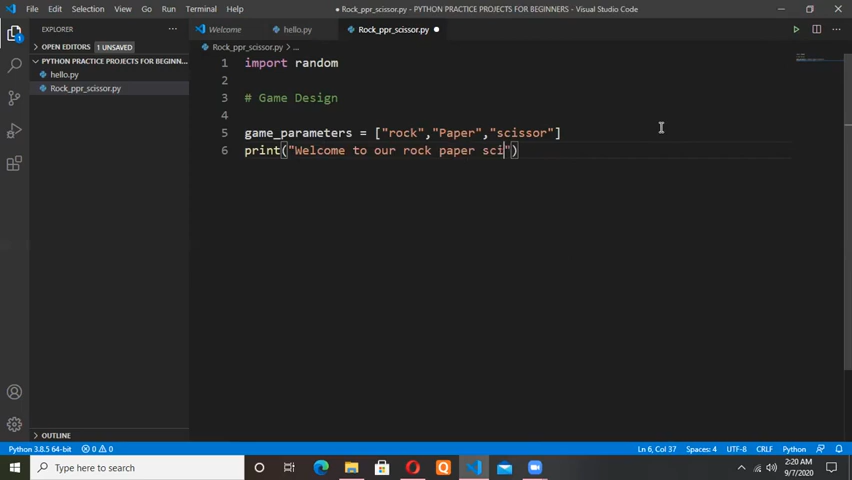 File Edit Selection View Go Run Terminal Help
● Rock_ppr_scissor.py - PYTHON PRACTICE PROJECTS FOR BEGINNERS - Visual Studio Code
EXPLORER
Welcome hello.py Rock_ppr_scissor.py ●
OPEN EDITORS 1 UNSAVED
PYTHON PRACTICE PROJECTS FOR BEGINN...
hello.py
Rock_ppr_scissor.py
OUTLINE
Rock_ppr_scissor.py > ...
1 import random
2
3 # Game Design
4
5 game_parameters = ["rock","Paper","scissor"]
6 print("Welcome to our rock paper sci")
Python 3.8.5 64-bit 0 0 Ln 6, Col 37 Spaces: 4 UTF-8 CRLF Python
Type here to search
2:20 AM
9/7/2020